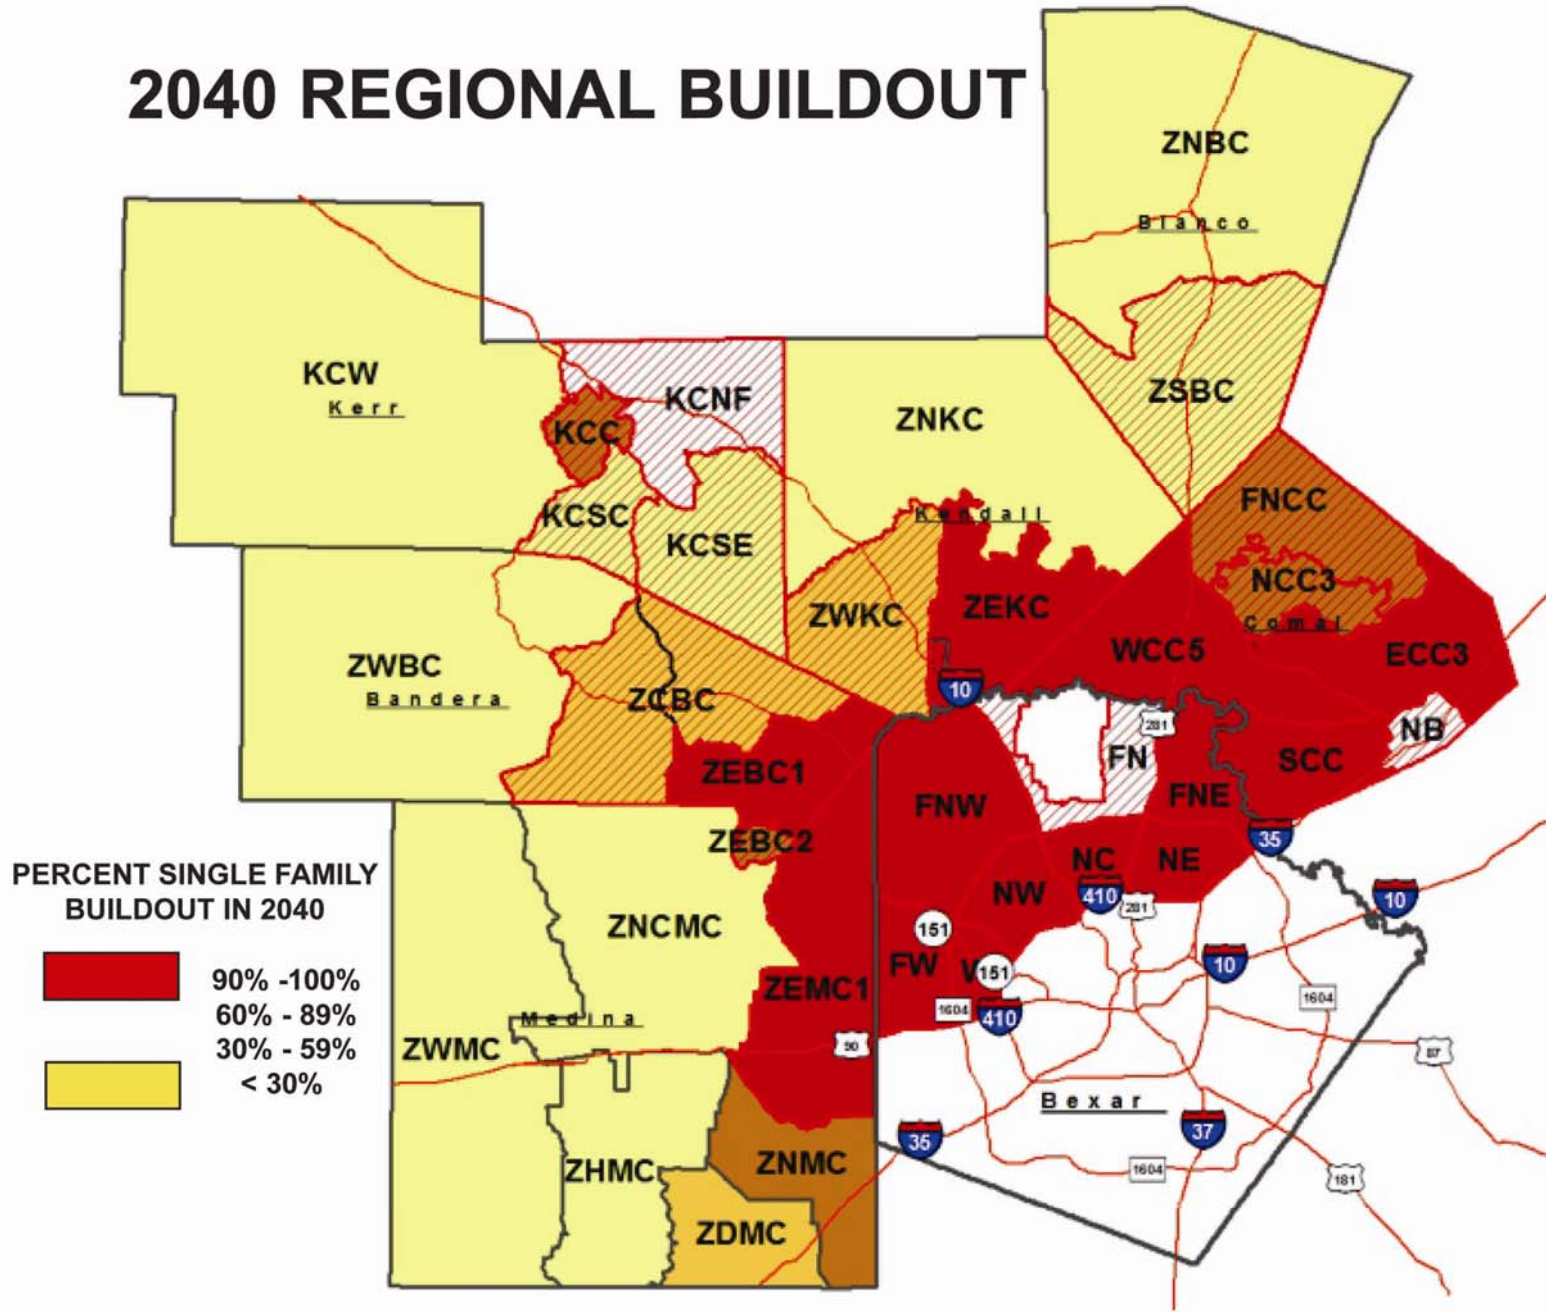 2040 REGIONAL BUILDOUT
ZNBC
Blanco
KCW
Kerr
KCNF
KCC
ZNKC
ZSBC
KCSC
KCSE
Kendall
FNCC
NCC3
Comal
ZWKC
ZEKC
WCC5
ECC3
ZWBC
Bandera
ZCBC
10
281
NB
FN
SCC
ZEBC1
FNW
FNE
ZEBC2
35
NC
NE
NW
410
281
10
PERCENT SINGLE FAMILY
BUILDOUT IN 2040
90% -100%
60% - 89%
30% - 59%
< 30%
ZNCMC
151
FW
151
10
ZEMC1
1604
410
1604
Medina
ZWMC
90
87
Bexar
35
37
ZHMC
ZNMC
1604
181
ZDMC